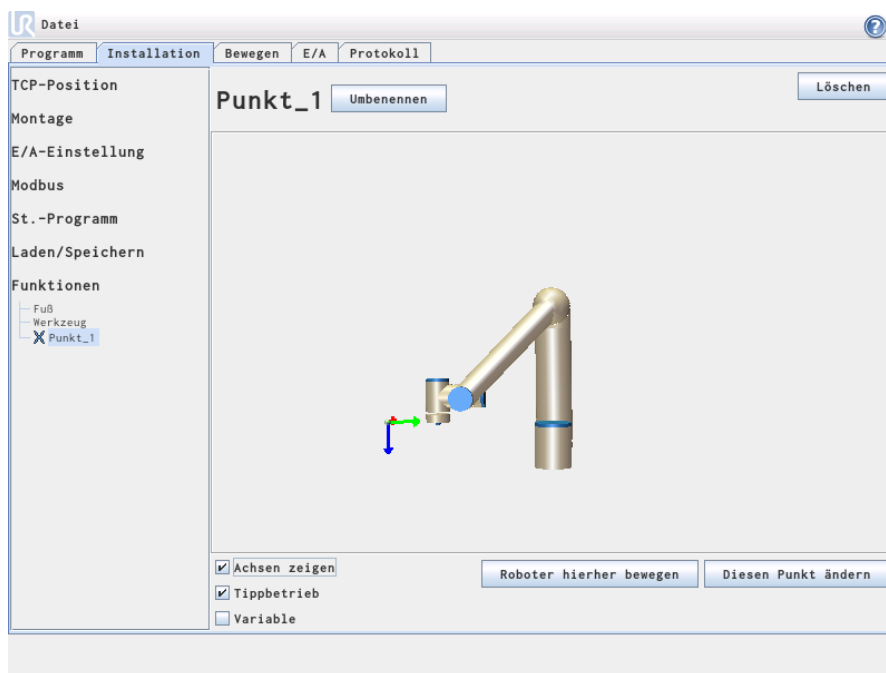 UR Datei
?
Programm Installation Bewegen E/A Protokoll
TCP-Position
Montage
E/A-Einstellung
Modbus
St.-Programm
Laden/Speichern
Funktionen
Fuß
Werkzeug
Punkt_1
Punkt_1 Umbenennen
Löschen
Achsen zeigen
Tippbetrieb
Variable
Roboter hierher bewegen
Diesen Punkt ändern